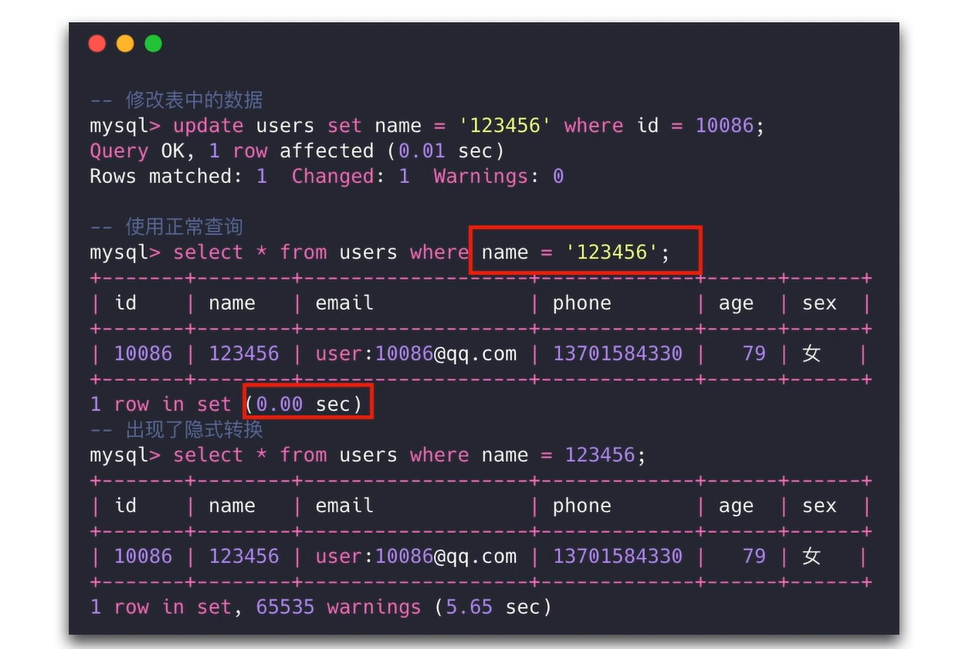 -- 修改表中的数据
mysql> update users set name = '123456' where id = 10086;
Query OK, 1 row affected (0.01 sec)
Rows matched: 1  Changed: 1  Warnings: 0
-- 使用正常查询
mysql> select * from users where name = '123456';
+-------+--------+-------------------+-------------+------+------+
| id    | name   | email             | phone       | age  | sex  |
+-------+--------+-------------------+-------------+------+------+
| 10086 | 123456 | user:10086@qq.com | 13701584330 |   79 | 女   |
+-------+--------+-------------------+-------------+------+------+
1 row in set (0.00 sec)
-- 出现了隐式转换
mysql> select * from users where name = 123456;
+-------+--------+-------------------+-------------+------+------+
| id    | name   | email             | phone       | age  | sex  |
+-------+--------+-------------------+-------------+------+------+
| 10086 | 123456 | user:10086@qq.com | 13701584330 |   79 | 女   |
+-------+--------+-------------------+-------------+------+------+
1 row in set, 65535 warnings (5.65 sec)